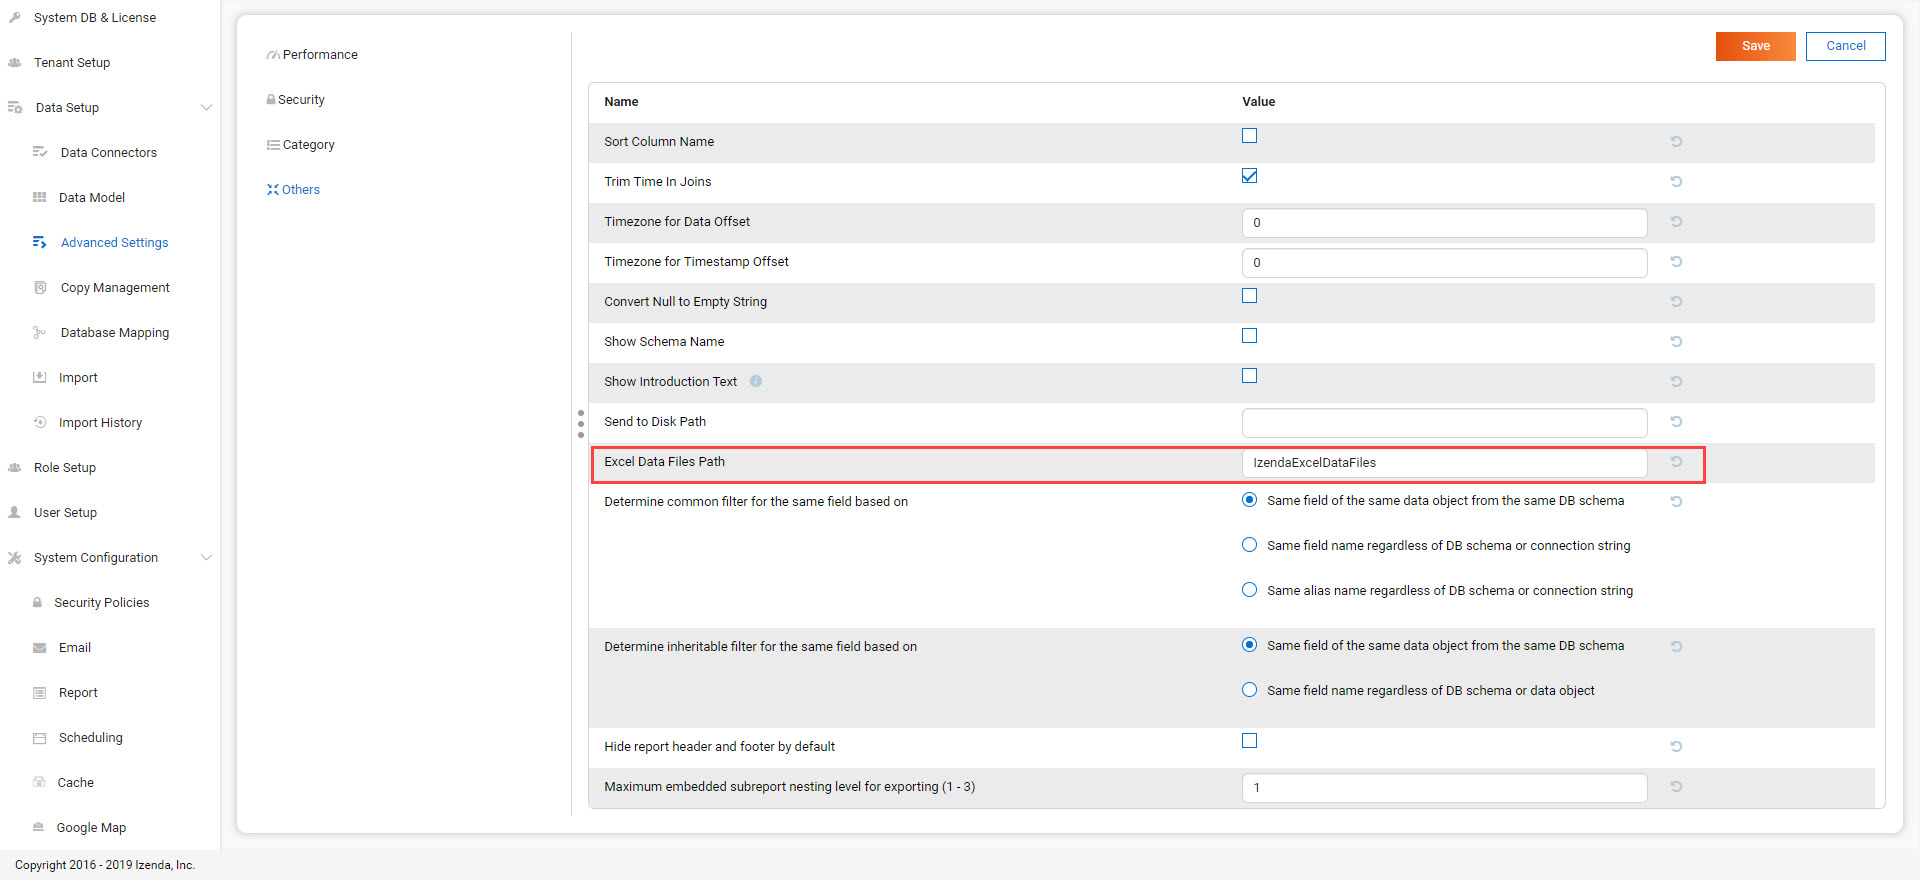 System DB & License
Tenant Setup
Data Setup
Data Connectors
Data Model
Advanced Settings
Copy Management
Database Mapping
Import
Import History
Role Setup
User Setup
System Configuration
Security Policies
Email
Report
Scheduling
Cache
Google Map
Performance
Security
Category
Others
Save Cancel
Name Value
Sort Column Name
Trim Time In Joins
Timezone for Data Offset 0
Timezone for Timestamp Offset 0
Convert Null to Empty String
Show Schema Name
Show Introduction Text
Send to Disk Path
Excel Data Files Path IzendaExcelDataFiles
Determine common filter for the same field based on Same field of the same data object from the same DB schema
Same field name regardless of DB schema or connection string
Same alias name regardless of DB schema or connection string
Determine inheritable filter for the same field based on Same field of the same data object from the same DB schema
Same field name regardless of DB schema or data object
Hide report header and footer by default
Maximum embedded subreport nesting level for exporting (1 - 3) 1
Copyright 2016 - 2019 Izenda, Inc.